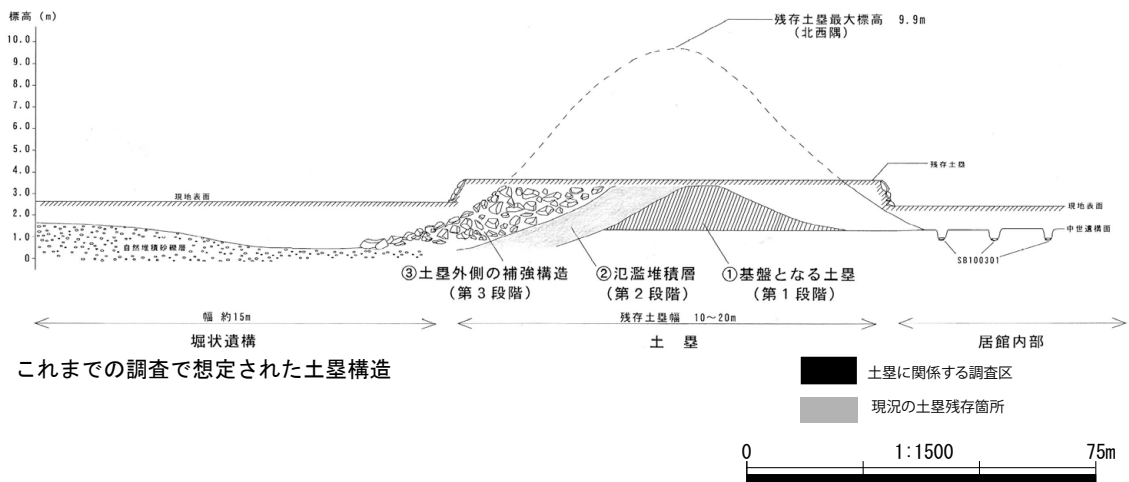 標高(m)
残存土塁最大標高 9.9m
(北西隅)
10.0
9.0
8.0
7.0
6.0
5.0
4.0
3.0
2.0
1.0
0
残存土塁
現地表面
現地表面
中世遺構面
自然堆積砂礫層
SB100301
③土塁外側の補強構造
(第3段階)
②氾濫堆積層
(第2段階)
①基盤となる土塁
(第1段階)
幅 約15m
残存土塁幅 10〜20m
堀状遺構
土 塁
居館内部
これまでの調査で想定された土塁構造
土塁に関係する調査区
現況の土塁残存箇所
0 1:1500 75m